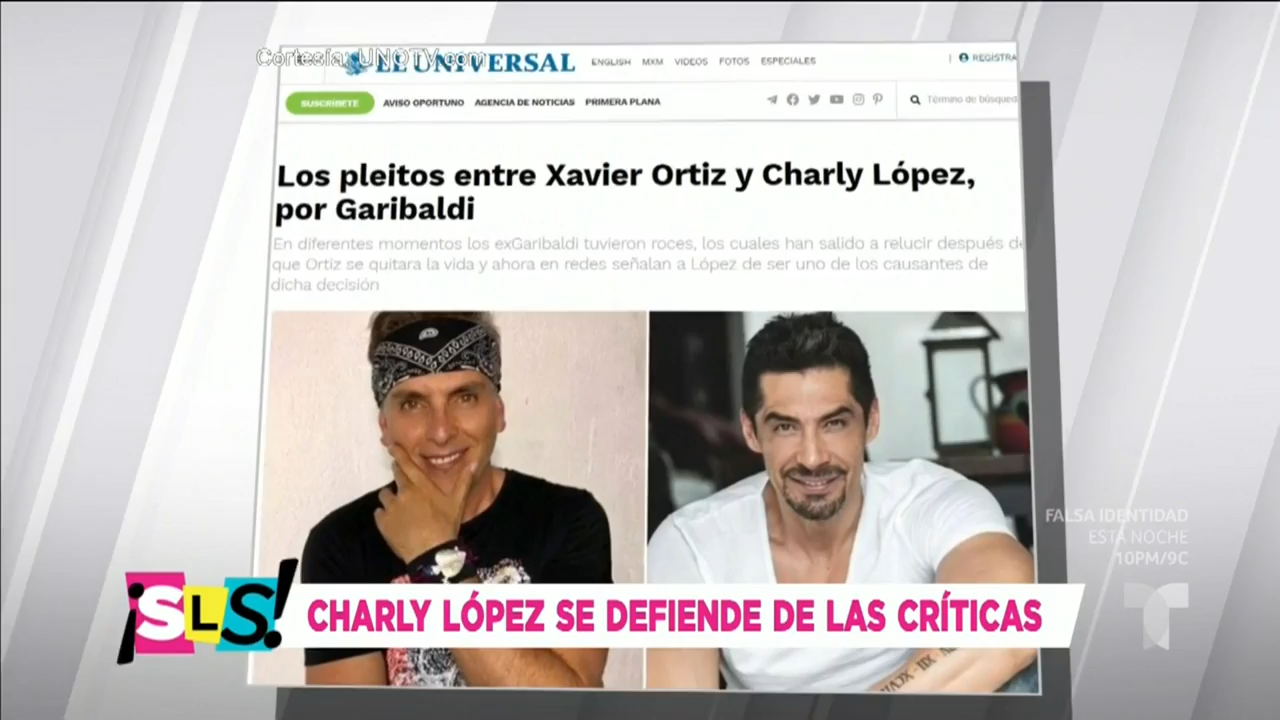 Cortesía: UNOTV.com
EL UNIVERSAL
ENGLISH MXM VIDEOS FOTOS ESPECIALES
REGISTRA
SUSCRÍBETE AVISO OPORTUNO AGENCIA DE NOTICIAS PRIMERA PLANA
Término de búsqued
Los pleitos entre Xavier Ortiz y Charly López,
por Garibaldi
En diferentes momentos los exGaribaldi tuvieron roces, los cuales han salido a relucir después de
que Ortiz se quitara la vida y ahora en redes señalan a López de ser uno de los causantes de
dicha decisión
FALSA IDENTIDAD
ESTA NOCHE
10PM/9C
¡SLS!
CHARLY LÓPEZ SE DEFIENDE DE LAS CRÍTICAS